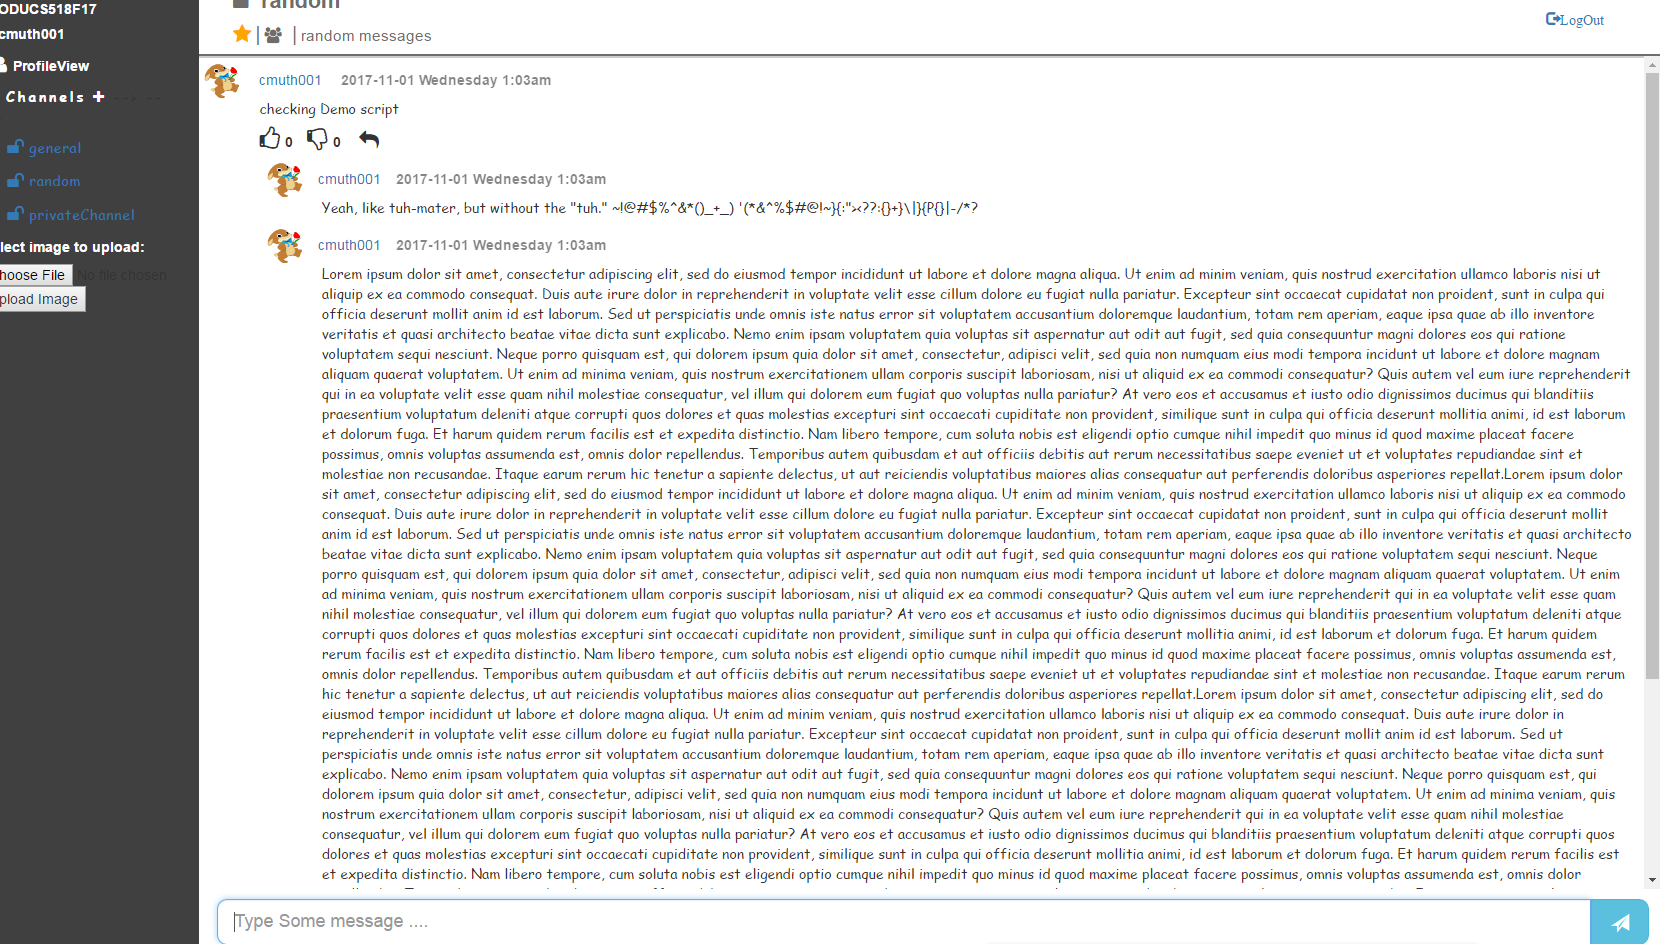 ODUCS518F17
cmuth001
ProfileView
Channels +
general
random
privateChannel
lect image to upload:
hoose File No file chosen
pload Image
random
| | random messages
LogOut
cmuth001 2017-11-01 Wednesday 1:03am
checking Demo script
0 0
cmuth001 2017-11-01 Wednesday 1:03am
Yeah, like tuh-mater, but without the "tuh." ~!@#$%^&*()_+_) '(*&^%$#@!~}{:"><??:{}+}\|}{P{}|-/*?
cmuth001 2017-11-01 Wednesday 1:03am
Lorem ipsum dolor sit amet, consectetur adipiscing elit, sed do eiusmod tempor incididunt ut labore et dolore magna aliqua. Ut enim ad minim veniam, quis nostrud exercitation ullamco laboris nisi ut
aliquip ex ea commodo consequat. Duis aute irure dolor in reprehenderit in voluptate velit esse cillum dolore eu fugiat nulla pariatur. Excepteur sint occaecat cupidatat non proident, sunt in culpa qui
officia deserunt mollit anim id est laborum. Sed ut perspiciatis unde omnis iste natus error sit voluptatem accusantium doloremque laudantium, totam rem aperiam, eaque ipsa quae ab illo inventore
veritatis et quasi architecto beatae vitae dicta sunt explicabo. Nemo enim ipsam voluptatem quia voluptas sit aspernatur aut odit aut fugit, sed quia consequuntur magni dolores eos qui ratione
voluptatem sequi nesciunt. Neque porro quisquam est, qui dolorem ipsum quia dolor sit amet, consectetur, adipisci velit, sed quia non numquam eius modi tempora incidunt ut labore et dolore magnam
aliquam quaerat voluptatem. Ut enim ad minima veniam, quis nostrum exercitationem ullam corporis suscipit laboriosam, nisi ut aliquid ex ea commodi consequatur? Quis autem vel eum iure reprehenderit
qui in ea voluptate velit esse quam nihil molestiae consequatur, vel illum qui dolorem eum fugiat quo voluptas nulla pariatur? At vero eos et accusamus et iusto odio dignissimos ducimus qui blanditiis
praesentium voluptatum deleniti atque corrupti quos dolores et quas molestias excepturi sint occaecati cupiditate non provident, similique sunt in culpa qui officia deserunt mollitia animi, id est laborum
et dolorum fuga. Et harum quidem rerum facilis est et expedita distinctio. Nam libero tempore, cum soluta nobis est eligendi optio cumque nihil impedit quo minus id quod maxime placeat facere
possimus, omnis voluptas assumenda est, omnis dolor repellendus. Temporibus autem quibusdam et aut officiis debitis aut rerum necessitatibus saepe eveniet ut et voluptates repudiandae sint et
molestiae non recusandae. Itaque earum rerum hic tenetur a sapiente delectus, ut aut reiciendis voluptatibus maiores alias consequatur aut perferendis doloribus asperiores repellat.Lorem ipsum dolor
sit amet, consectetur adipiscing elit, sed do eiusmod tempor incididunt ut labore et dolore magna aliqua. Ut enim ad minim veniam, quis nostrud exercitation ullamco laboris nisi ut aliquip ex ea commodo
consequat. Duis aute irure dolor in reprehenderit in voluptate velit esse cillum dolore eu fugiat nulla pariatur. Excepteur sint occaecat cupidatat non proident, sunt in culpa qui officia deserunt mollit
anim id est laborum. Sed ut perspiciatis unde omnis iste natus error sit voluptatem accusantium doloremque laudantium, totam rem aperiam, eaque ipsa quae ab illo inventore veritatis et quasi architecto
beatae vitae dicta sunt explicabo. Nemo enim ipsam voluptatem quia voluptas sit aspernatur aut odit aut fugit, sed quia consequuntur magni dolores eos qui ratione voluptatem sequi nesciunt. Neque
porro quisquam est, qui dolorem ipsum quia dolor sit amet, consectetur, adipisci velit, sed quia non numquam eius modi tempora incidunt ut labore et dolore magnam aliquam quaerat voluptatem. Ut enim
ad minima veniam, quis nostrum exercitationem ullam corporis suscipit laboriosam, nisi ut aliquid ex ea commodi consequatur? Quis autem vel eum iure reprehenderit qui in ea voluptate velit esse quam
nihil molestiae consequatur, vel illum qui dolorem eum fugiat quo voluptas nulla pariatur? At vero eos et accusamus et iusto odio dignissimos ducimus qui blanditiis praesentium voluptatum deleniti atque
corrupti quos dolores et quas molestias excepturi sint occaecati cupiditate non provident, similique sunt in culpa qui officia deserunt mollitia animi, id est laborum et dolorum fuga. Et harum quidem
rerum facilis est et expedita distinctio. Nam libero tempore, cum soluta nobis est eligendi optio cumque nihil impedit quo minus id quod maxime placeat facere possimus, omnis voluptas assumenda est,
omnis dolor repellendus. Temporibus autem quibusdam et aut officiis debitis aut rerum necessitatibus saepe eveniet ut et voluptates repudiandae sint et molestiae non recusandae. Itaque earum rerum
hic tenetur a sapiente delectus, ut aut reiciendis voluptatibus maiores alias consequatur aut perferendis doloribus asperiores repellat.Lorem ipsum dolor sit amet, consectetur adipiscing elit, sed do
eiusmod tempor incididunt ut labore et dolore magna aliqua. Ut enim ad minim veniam, quis nostrud exercitation ullamco laboris nisi ut aliquip ex ea commodo consequat. Duis aute irure dolor in
reprehenderit in voluptate velit esse cillum dolore eu fugiat nulla pariatur. Excepteur sint occaecat cupidatat non proident, sunt in culpa qui officia deserunt mollit anim id est laborum. Sed ut
perspiciatis unde omnis iste natus error sit voluptatem accusantium doloremque laudantium, totam rem aperiam, eaque ipsa quae ab illo inventore veritatis et quasi architecto beatae vitae dicta sunt
explicabo. Nemo enim ipsam voluptatem quia voluptas sit aspernatur aut odit aut fugit, sed quia consequuntur magni dolores eos qui ratione voluptatem sequi nesciunt. Neque porro quisquam est, qui
dolorem ipsum quia dolor sit amet, consectetur, adipisci velit, sed quia non numquam eius modi tempora incidunt ut labore et dolore magnam aliquam quaerat voluptatem. Ut enim ad minima veniam, quis
nostrum exercitationem ullam corporis suscipit laboriosam, nisi ut aliquid ex ea commodi consequatur? Quis autem vel eum iure reprehenderit qui in ea voluptate velit esse quam nihil molestiae
consequatur, vel illum qui dolorem eum fugiat quo voluptas nulla pariatur? At vero eos et accusamus et iusto odio dignissimos ducimus qui blanditiis praesentium voluptatum deleniti atque corrupti quos
dolores et quas molestias excepturi sint occaecati cupiditate non provident, similique sunt in culpa qui officia deserunt mollitia animi, id est laborum et dolorum fuga. Et harum quidem rerum facilis est
et expedita distinctio. Nam libero tempore, cum soluta nobis est eligendi optio cumque nihil impedit quo minus id quod maxime placeat facere possimus, omnis voluptas assumenda est, omnis dolor
Type Some message ....